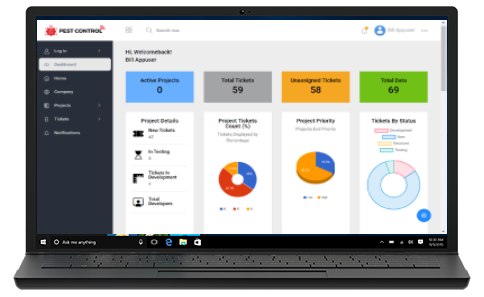 PEST CONTROL
Search now
Bill Appuser
Log In
Dashboard
Home
Company
Projects
Tickets
Notifications
Hi, Welcomeback!
Bill Appuser
Active Projects
0
Total Tickets
59
Unassigned Tickets
58
Total Data
69
Project Details
New Tickets
In Testing
Tickets In
Development
Total
Developers
Project Tickets
Count (%)
Tickets Displayed by
Percentage
Project Priority
Projects And Priority
Tickets By Status
Development
New
Resolved
Testing
Ask me anything